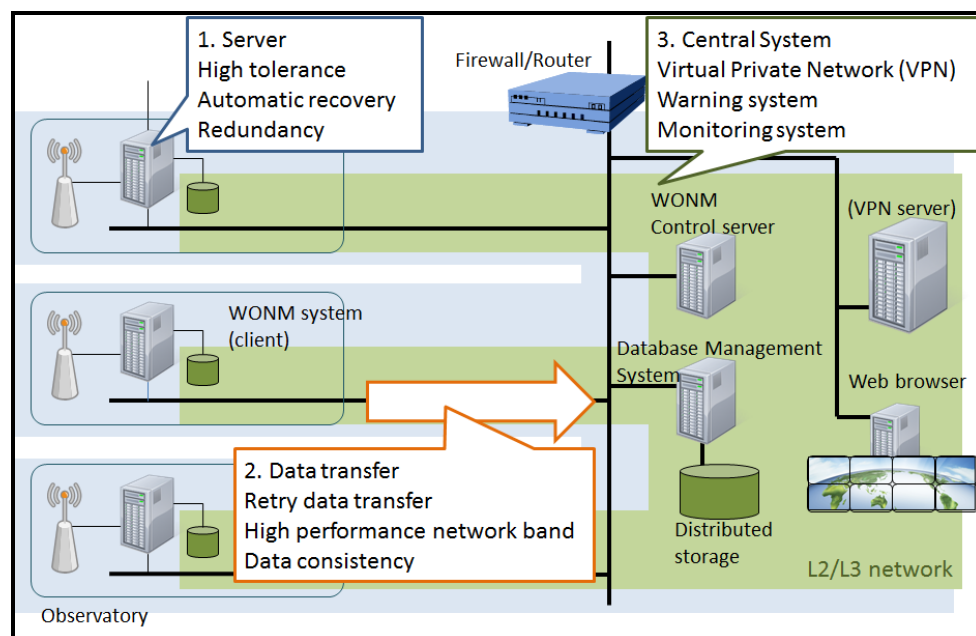 1. Server
High tolerance
Automatic recovery
Redundancy
Firewall/Router
3. Central System
Virtual Private Network (VPN)
Warning system
Monitoring system
WONM
Control server
(VPN server)
WONM system
(client)
Database Management
System
Web browser
2. Data transfer
Retry data transfer
High performance network band
Data consistency
Distributed
storage
L2/L3 network
Observatory